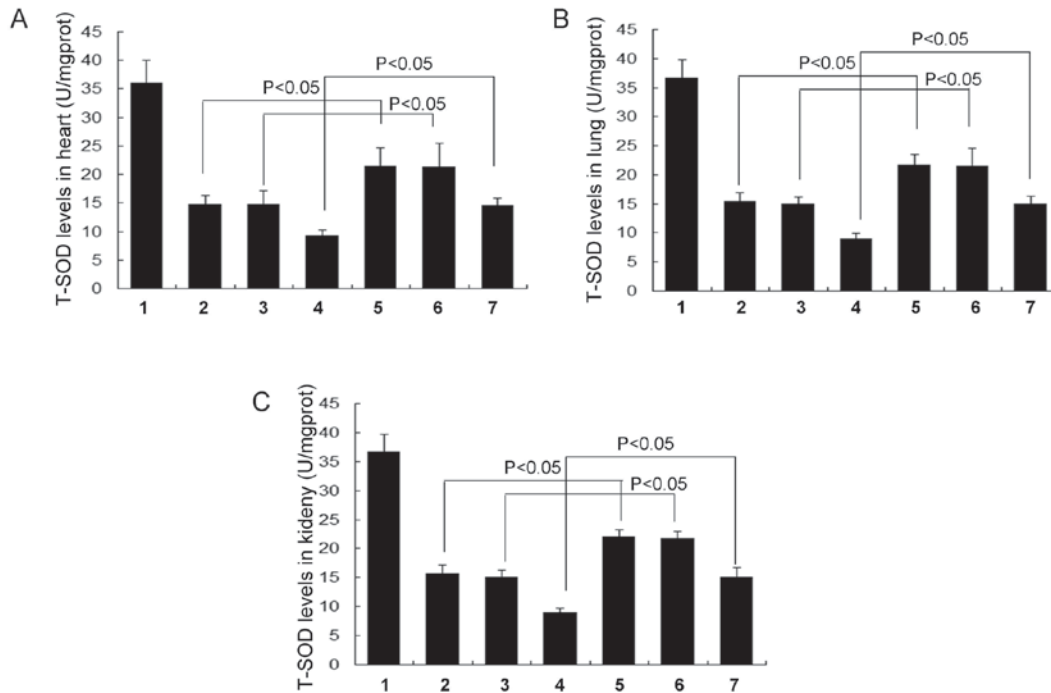 A
T-SOD levels in heart (U/mgprot)
45
40
35
30
25
20
15
10
5
0
P<0.05
P<0.05
P<0.05
1 2 3 4 5 6 7
B
T-SOD levels in lung (U/mgprot)
45
40
35
30
25
20
15
10
5
0
P<0.05
P<0.05
P<0.05
1 2 3 4 5 6 7
C
T-SOD levels in kideny (U/mgprot)
45
40
35
30
25
20
15
10
5
0
P<0.05
P<0.05
P<0.05
1 2 3 4 5 6 7